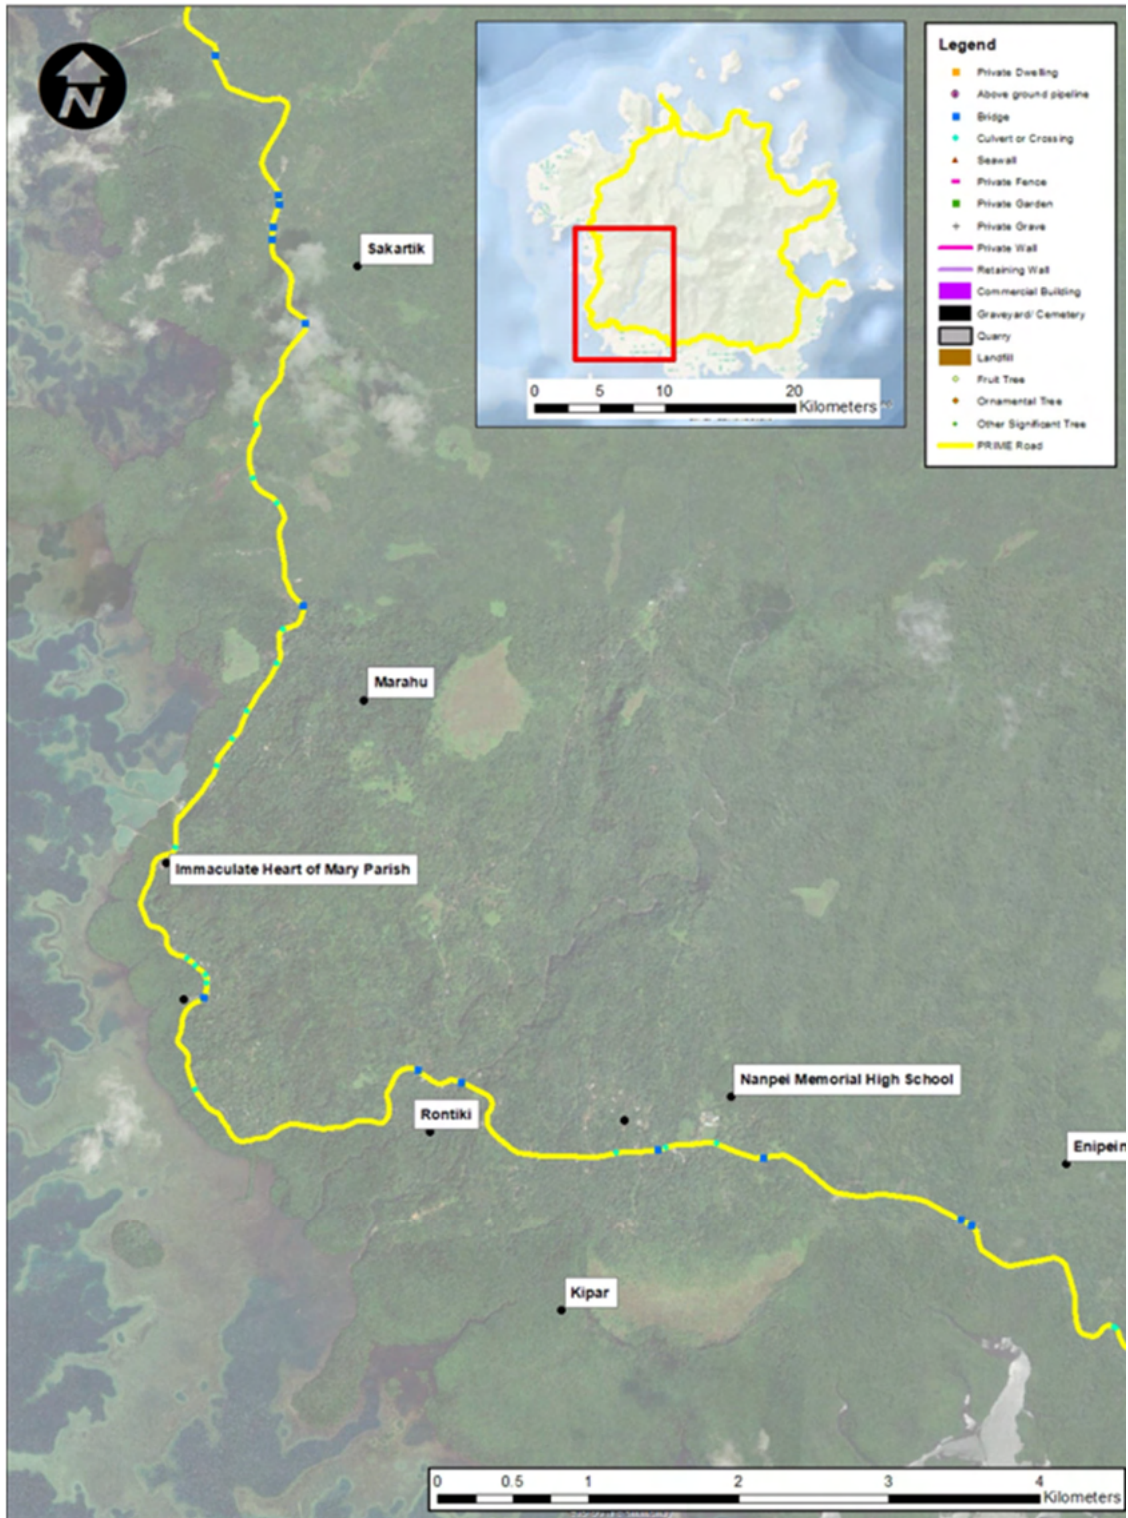 N
Legend
Private Dwelling
Above ground pipeline
Bridge
Culvert or Crossing
Seawall
Private Fence
Private Garden
Private Grave
Private Wall
Retaining Wall
Commercial Building
Graveyard/ Cemetery
Quarry
Landfill
Fruit Tree
Ornamental Tree
Other Significant Tree
PRIME Road
0 5 10 20
Kilometers
Sakartik
Marahu
Immaculate Heart of Mary Parish
Nanpei Memorial High School
Rontiki
Enipein
Kipar
0 0.5 1 2 3 4
Kilometers